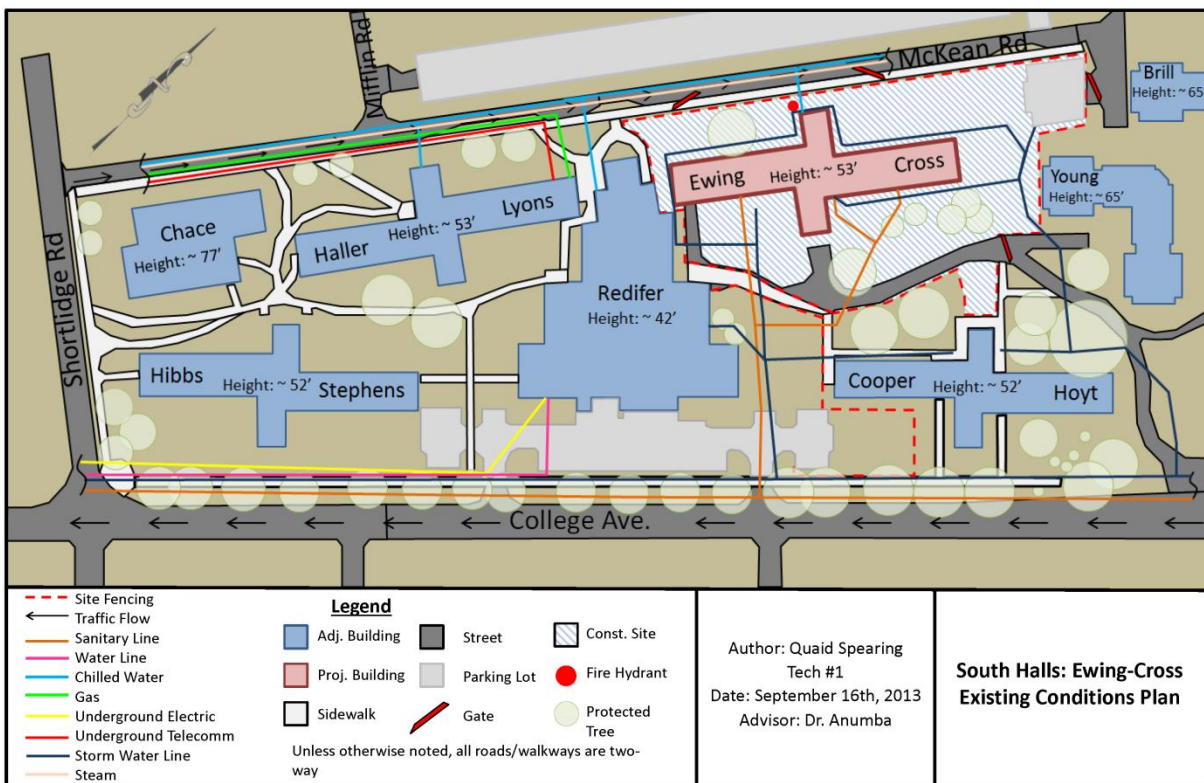 Mifflin Rd
McKean Rd
Brill
Height: ~ 65
Ewing
Height: ~ 53’
Cross
Young
Height: ~ 65’
Chace
Height: ~ 77’
Haller
Height: ~ 53’
Lyons
Redifer
Height: ~ 42’
Shortlidge Rd
Hibbs
Height: ~ 52’
Stephens
Cooper
Height: ~ 52’
Hoyt
College Ave.
Site Fencing
Traffic Flow
Sanitary Line
Water Line
Chilled Water
Gas
Underground Electric
Underground Telecomm
Storm Water Line
Steam
Legend
Adj. Building
Street
Const. Site
Proj. Building
Parking Lot
Fire Hydrant
Sidewalk
Gate
Protected
Tree
Unless otherwise noted, all roads/walkways are two-
way
Author: Quaid Spearing
Tech #1
Date: September 16th, 2013
Advisor: Dr. Anumba
South Halls: Ewing-Cross
Existing Conditions Plan